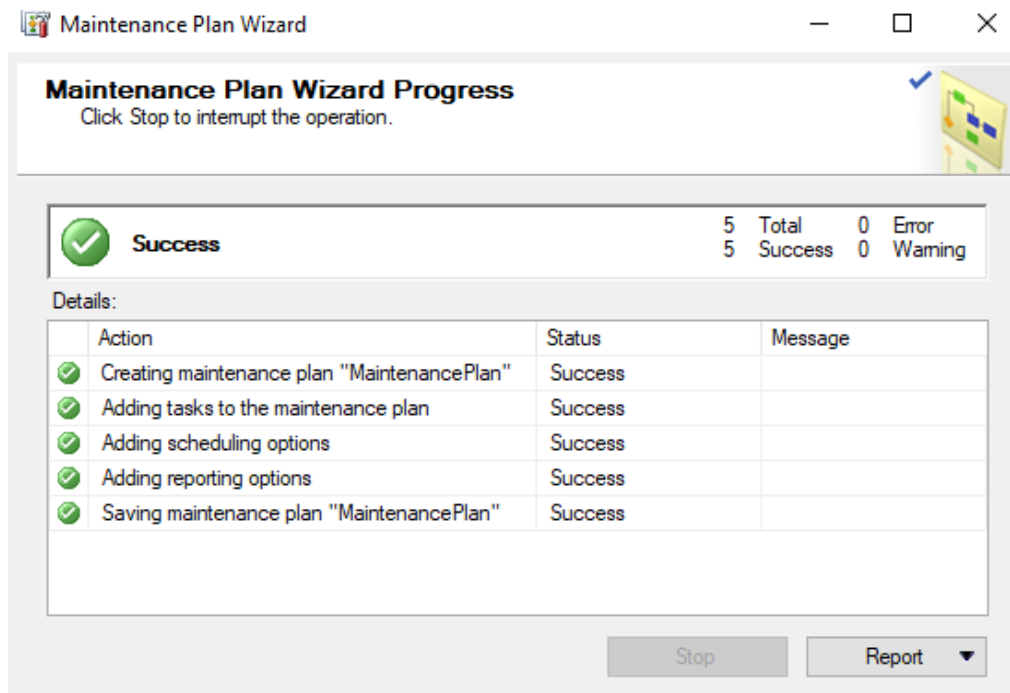 Maintenance Plan Wizard
Maintenance Plan Wizard Progress
Click Stop to interrupt the operation.
Success 5 Total 0 Error
5 Success 0 Warning
Details:
Action Status Message
Creating maintenance plan "MaintenancePlan" Success
Adding tasks to the maintenance plan Success
Adding scheduling options Success
Adding reporting options Success
Saving maintenance plan "MaintenancePlan" Success
Stop Report